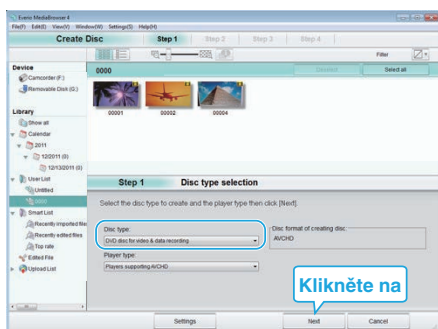 Everio MediaBrowser 4
File(F) Edit(E) View(V) Window(W) Settings(S) Help(H)
Create Disc Step 1 Step 2 Step 3 Step 4
Filter
Device
Camcorder (F:)
Removable Disk (G:)
0000 Deselect Select all
00001 00002 00004
Library
Show all
Calendar
2011
12/2011 (0)
12/13/2011 (0)
User List
Untitled
0000
Smart List
Recently imported files
Recently edited files
Top rate
Edited File
Upload List
Step 1 Disc type selection
Select the disc type to create and the player type then click [Next].
Disc type:
DVD disc for video & data recording
Disc format of creating disc:
AVCHD
Player type:
Players supporting AVCHD
Klikněte na
Settings Next Cancel